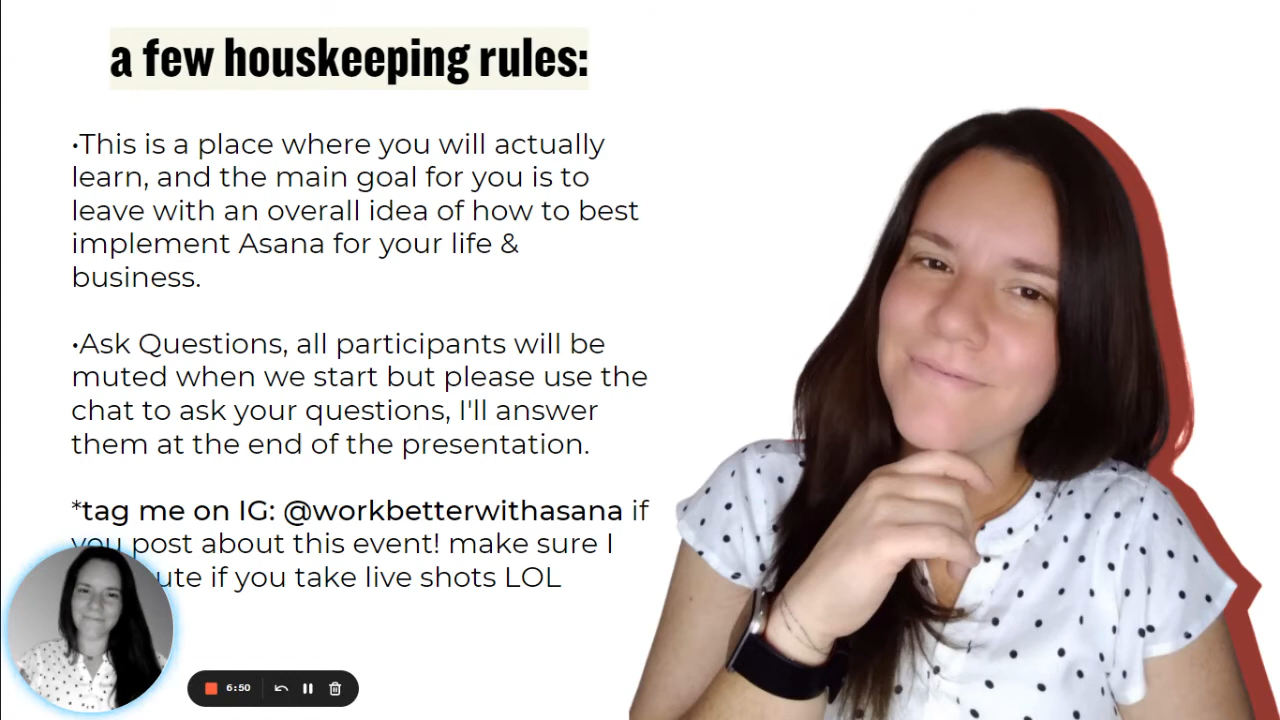 a few houskeeping rules:
•This is a place where you will actually
learn, and the main goal for you is to
leave with an overall idea of how to best
implement Asana for your life &
business.
•Ask Questions, all participants will be
muted when we start but please use the
chat to ask your questions, I'll answer
them at the end of the presentation.
*tag me on IG: @workbetterwithasana if
you post about this event! make sure I
ute if you take live shots LOL
6:50